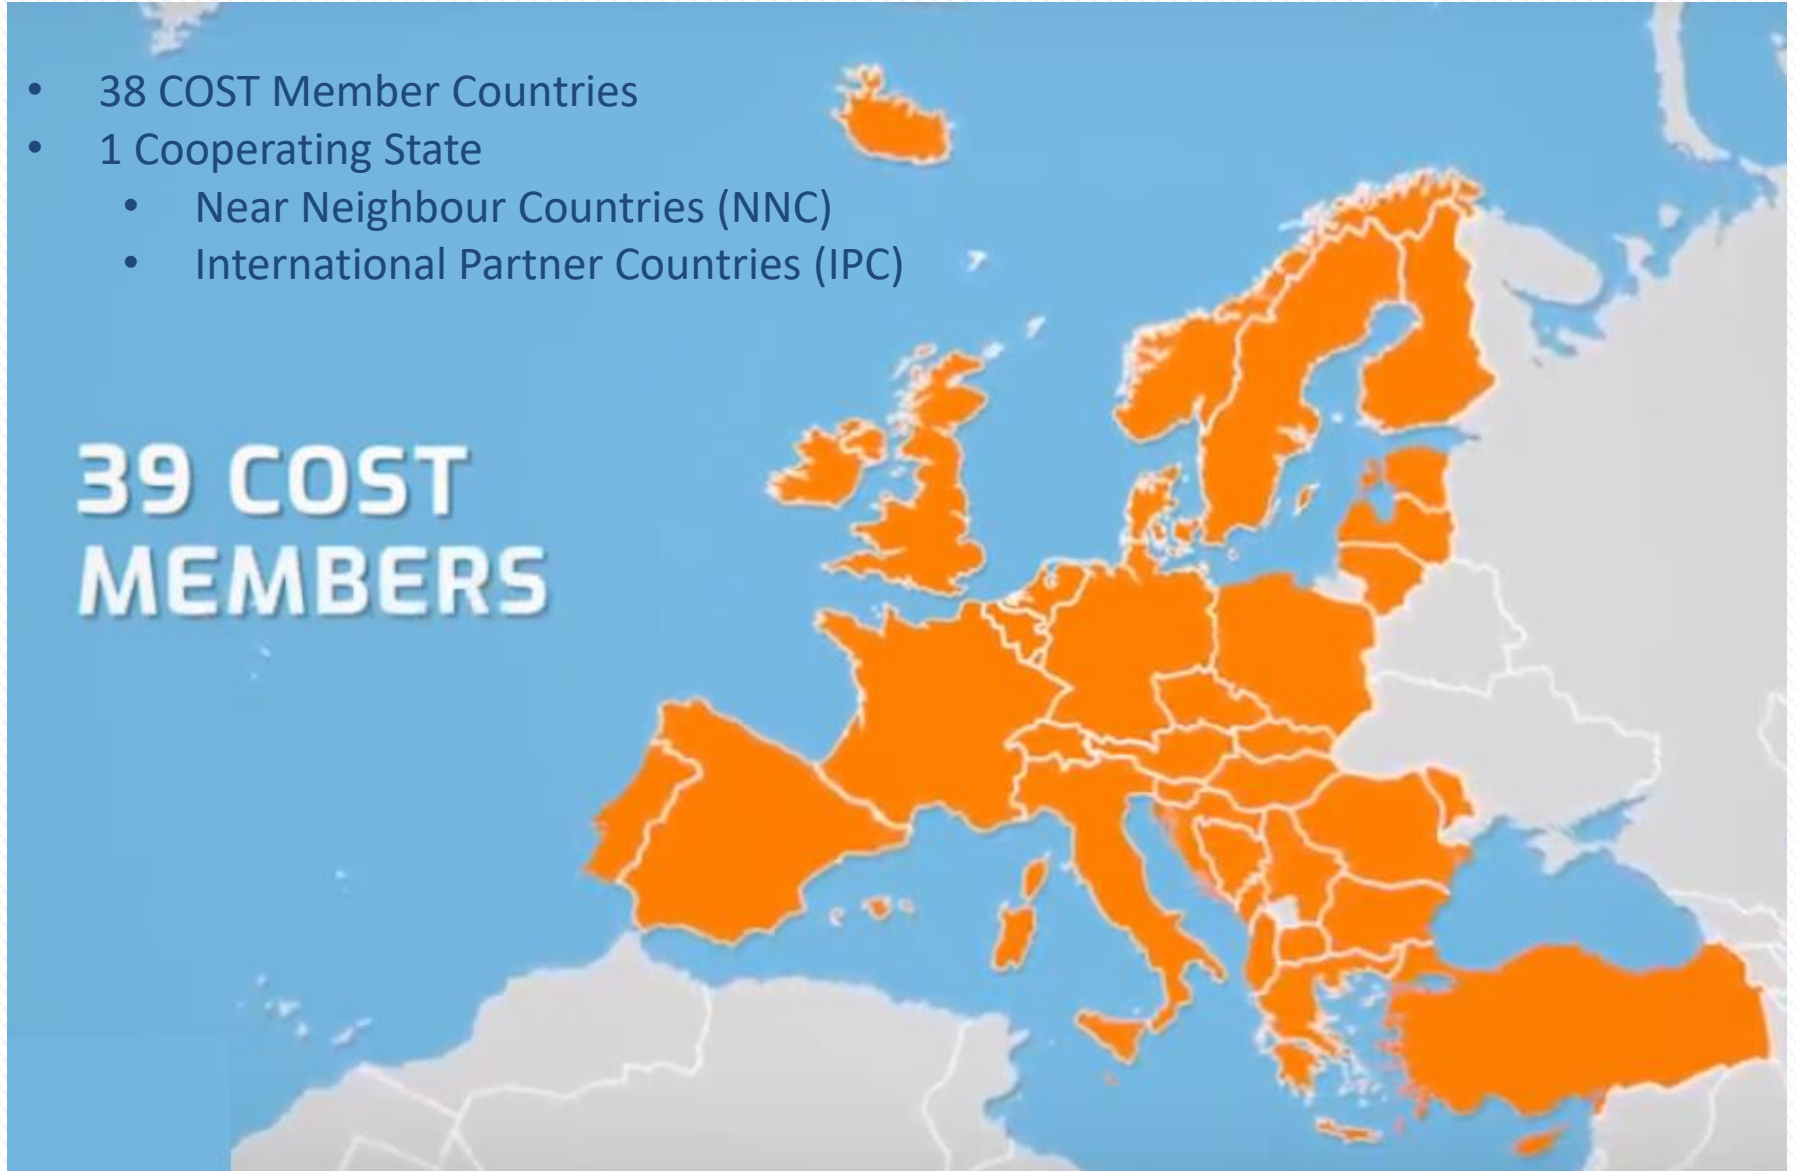 • 38 COST Member Countries
• 1 Cooperating State
• Near Neighbour Countries (NNC)
• International Partner Countries (IPC)
39 COST
MEMBERS